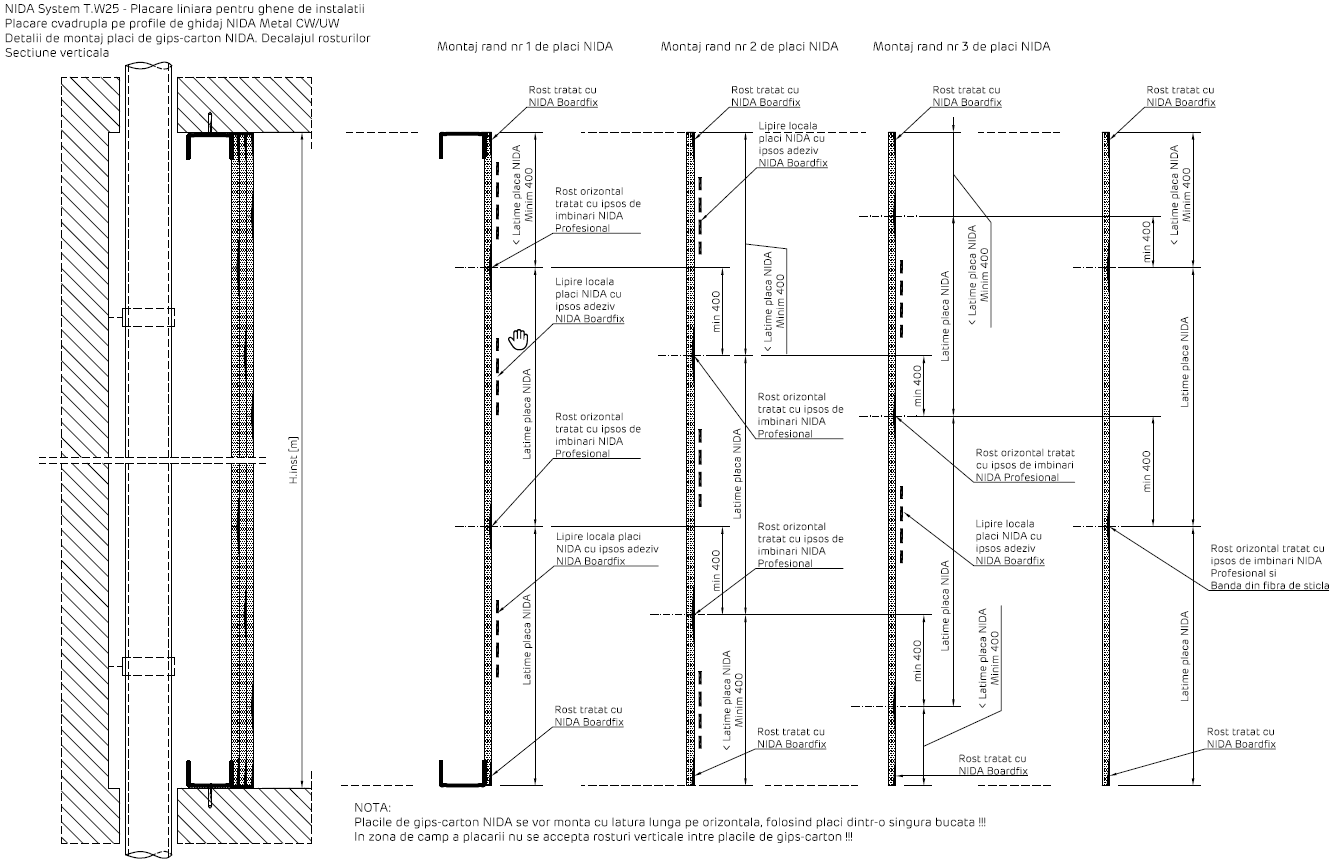 NIDA System T.W25 - Placare liniara pentru ghene de instalatii
Placare cvadrupla pe profile de ghidaj NIDA Metal CW/UW
Detalii de montaj placi de gips-carton NIDA. Decalajul rosturilor
Sectiune verticala
Montaj rand nr 1 de placi NIDA
Montaj rand nr 2 de placi NIDA
Montaj rand nr 3 de placi NIDA
H.inst [m]
Rost tratat cu
NIDA Boardfix
< Latime placa NIDA
Minim 400
Rost orizontal
tratat cu ipsos de
imbinari NIDA
Profesional
Lipire locala
placi NIDA cu
ipsos adeziv
NIDA Boardfix
Latime placa NIDA
Rost orizontal
tratat cu ipsos de
imbinari NIDA
Profesional
Lipire locala placi
NIDA cu ipsos adeziv
NIDA Boardfix
Latime placa NIDA
Rost tratat cu
NIDA Boardfix
Rost tratat cu
NIDA Boardfix
Lipire locala
placi NIDA cu
ipsos adeziv
NIDA Boardfix
< Latime placa NIDA
Minim 400
min 400
Rost orizontal
tratat cu ipsos de
imbinari NIDA
Profesional
Latime placa NIDA
Rost orizontal
tratat cu ipsos de
imbinari NIDA
Profesional
min 400
< Latime placa NIDA
Minim 400
Rost tratat cu
NIDA Boardfix
Rost tratat cu
NIDA Boardfix
< Latime placa NIDA
Minim 400
Latime placa NIDA
min 400
Rost orizontal tratat
cu ipsos de imbinari
NIDA Profesional
Lipire locala
placi NIDA cu
ipsos adeziv
NIDA Boardfix
Latime placa NIDA
min 400
< Latime placa NIDA
Minim 400
Rost tratat cu
NIDA Boardfix
Rost tratat cu
NIDA Boardfix
< Latime placa NIDA
Minim 400
min 400
Latime placa NIDA
min 400
Rost orizontal tratat cu
ipsos de imbinari NIDA
Profesional si
Banda din fibra de sticla
Latime placa NIDA
Rost tratat cu
NIDA Boardfix
NOTA:
Placile de gips-carton NIDA se vor monta cu latura lunga pe orizontala, folosind placi dintr-o singura bucata !!!
In zona de camp a placarii nu se accepta rosturi verticale intre placile de gips-carton !!!